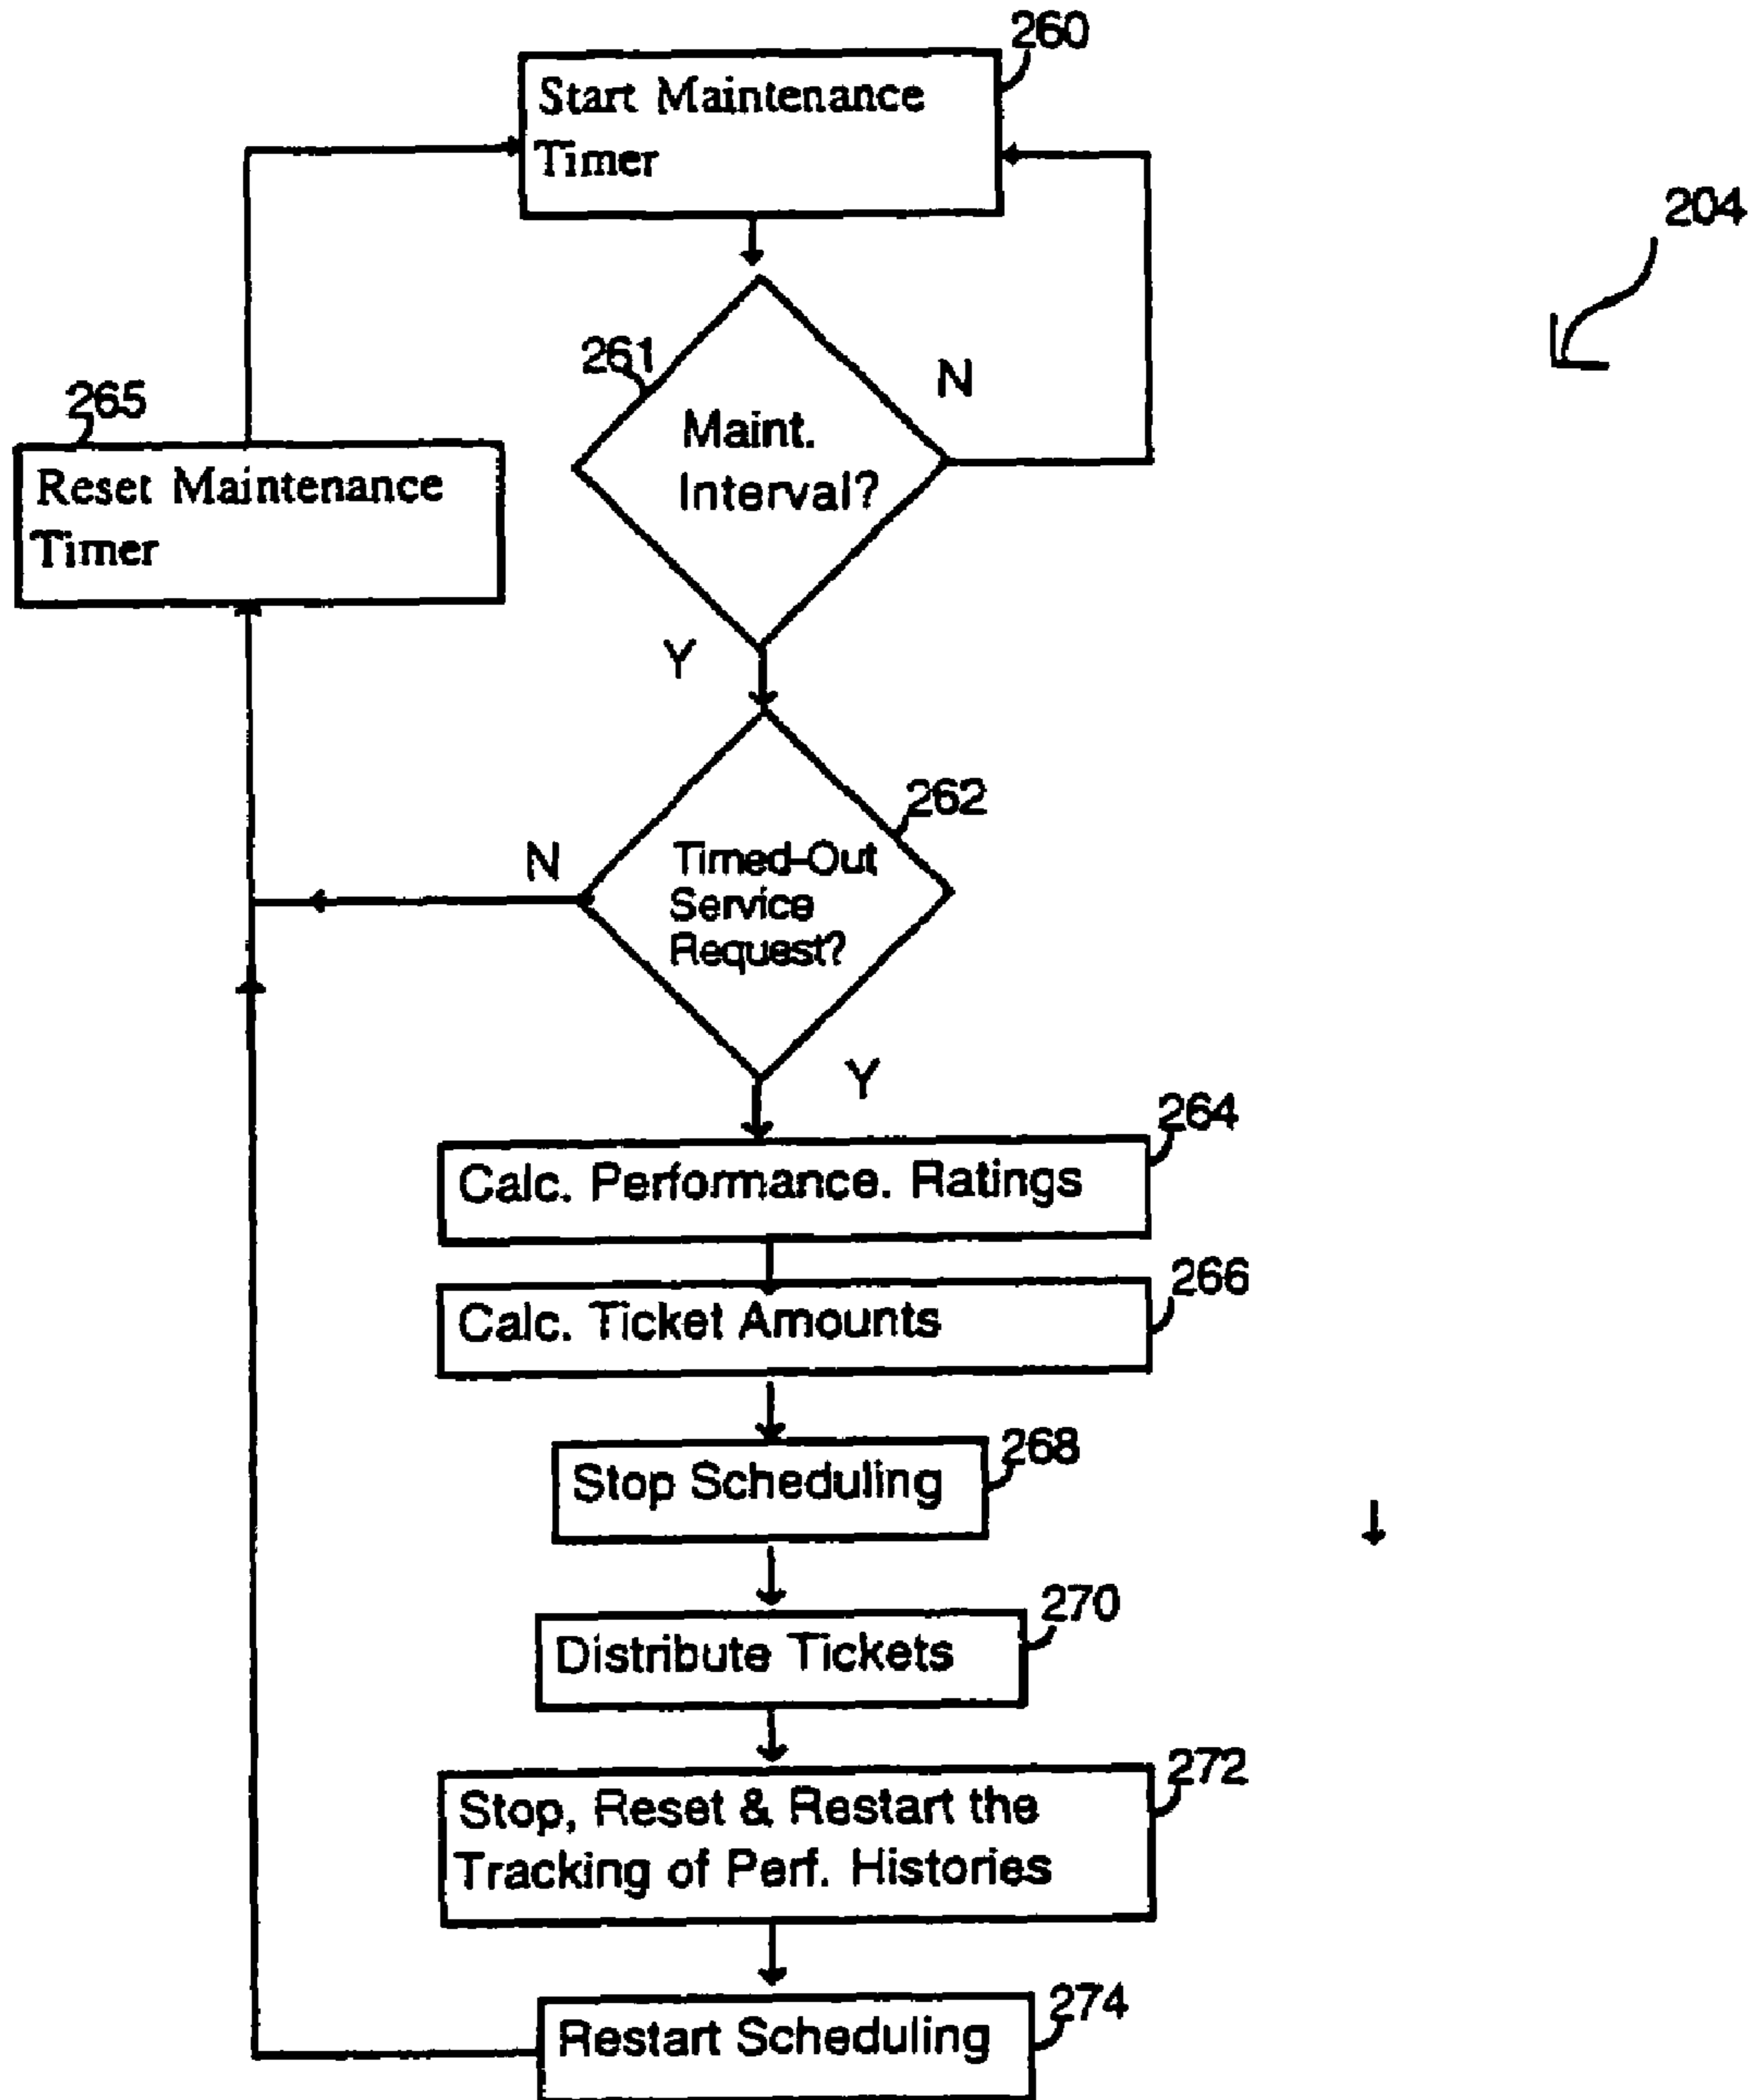 260
Start Maintenance
Timer
204
261
N
Maint.
Interval?
265
Reset Maintenance
Timer
Y
262
N
Timed-Out
Service
Request?
Y
264
Calc. Performance. Ratings
266
Calc. Ticket Amounts
268
Stop Scheduling
270
Distribute Tickets
272
Stop, Reset & Restart the
Tracking of Perf. Histories
274
Restart Scheduling